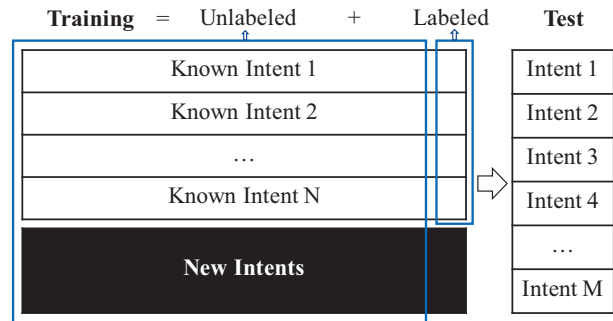 Training = Unlabeled + Labeled Test
Known Intent 1
Known Intent 2
…
Known Intent N
New Intents
Intent 1
Intent 2
Intent 3
Intent 4
…
Intent M